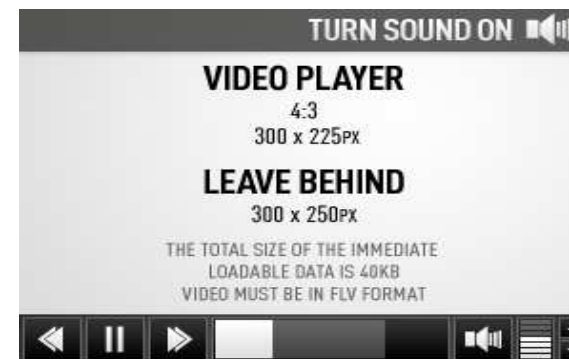 TURN SOUND ON
VIDEO PLAYER
4:3
300 x 225PX
LEAVE BEHIND
300 x 250PX
THE TOTAL SIZE OF THE IMMEDIATE
LOADABLE DATA IS 40KB
VIDEO MUST BE IN FLV FORMAT